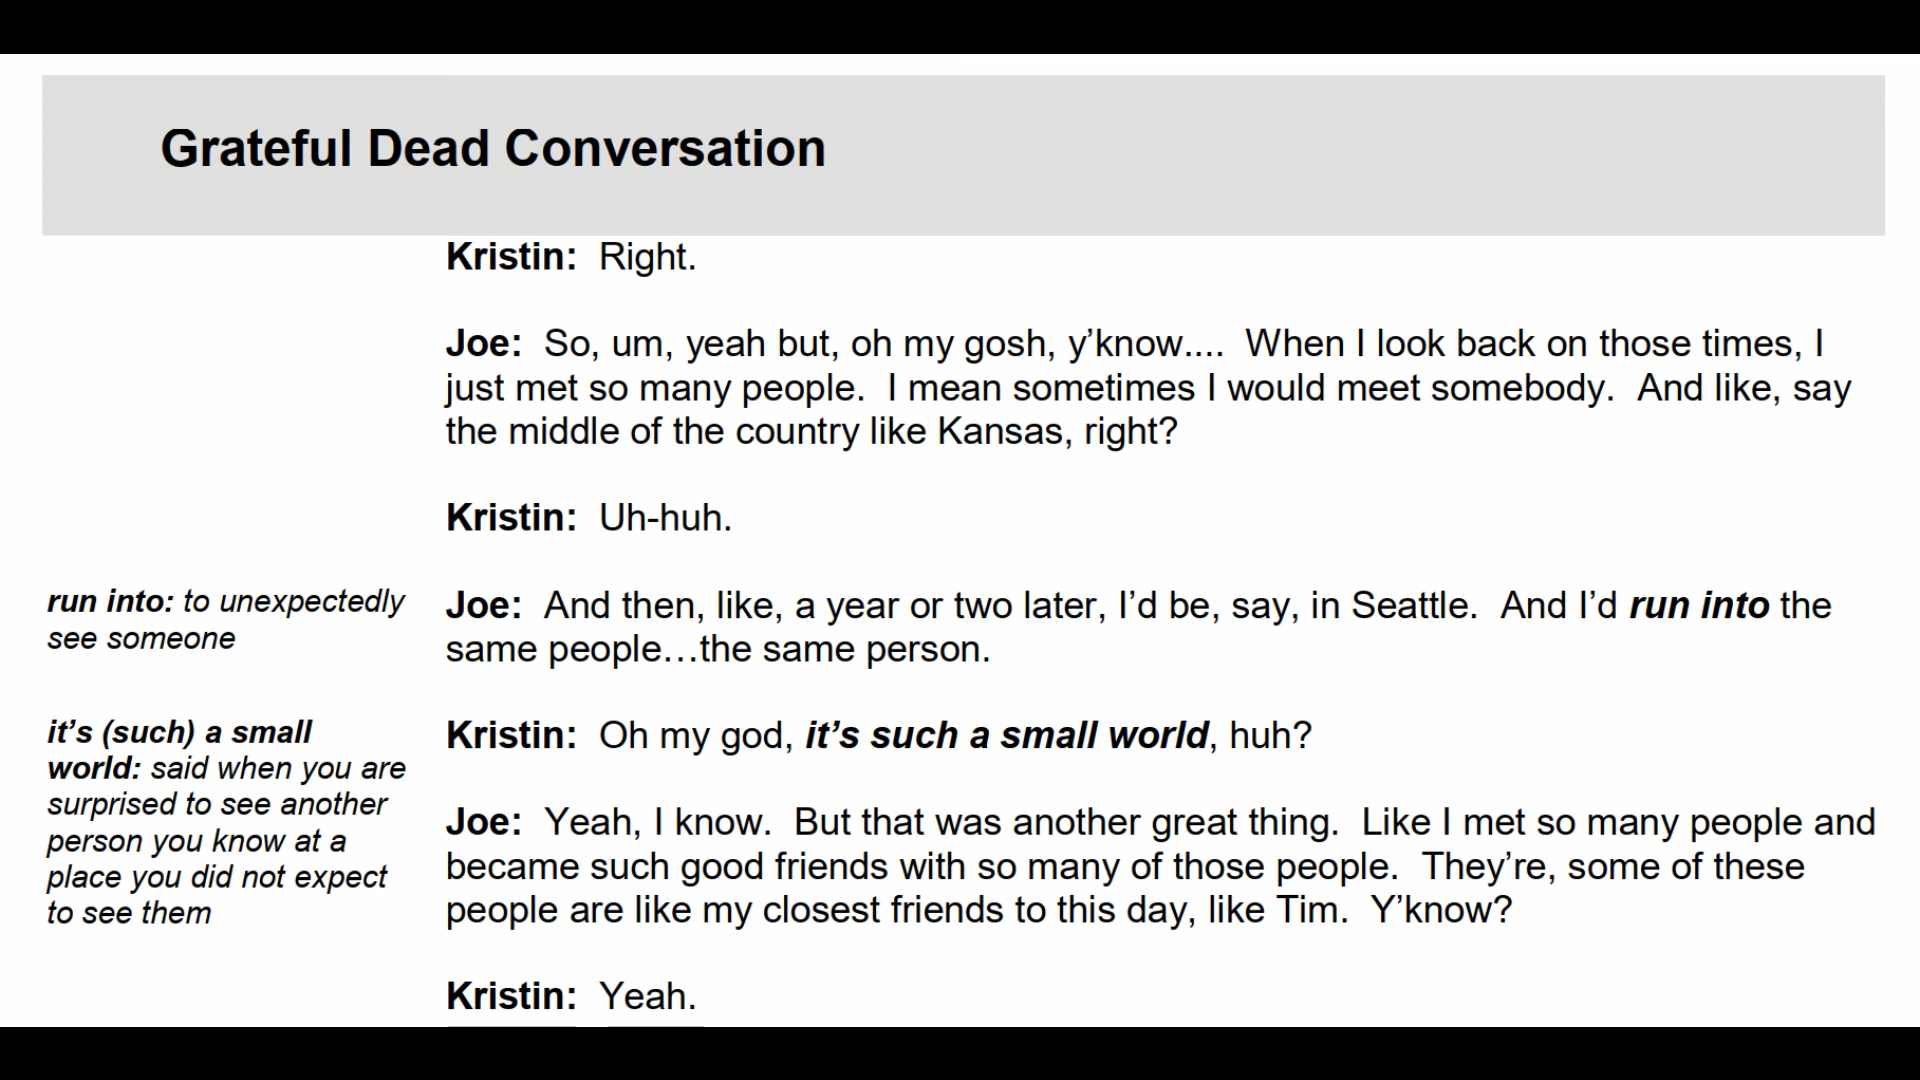 Grateful Dead Conversation
Kristin: Right.
Joe: So, um, yeah but, oh my gosh, y’know.... When I look back on those times, I
just met so many people. I mean sometimes I would meet somebody. And like, say
the middle of the country like Kansas, right?
Kristin: Uh-huh.
run into: to unexpectedly
see someone
Joe: And then, like, a year or two later, I’d be, say, in Seattle. And I’d run into the
same people…the same person.
it’s (such) a small
world: said when you are
surprised to see another
person you know at a
place you did not expect
to see them
Kristin: Oh my god, it’s such a small world, huh?
Joe: Yeah, I know. But that was another great thing. Like I met so many people and
became such good friends with so many of those people. They’re, some of these
people are like my closest friends to this day, like Tim. Y’know?
Kristin: Yeah.